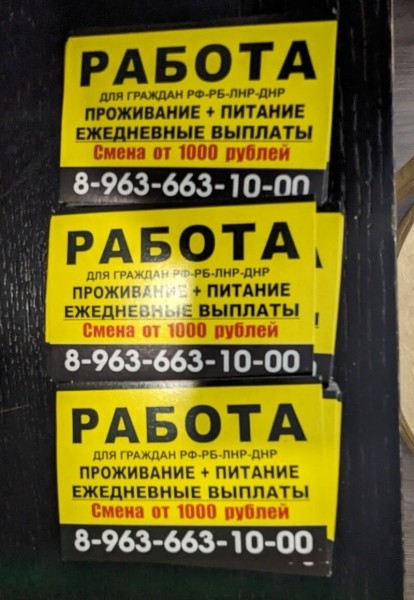 РАБОТА
ДЛЯ ГРАЖДАН РФ-РБ-ЛНР-ДНР
ПРОЖИВАНИЕ + ПИТАНИЕ
ЕЖЕДНЕВНЫЕ ВЫПЛАТЫ
Смена от 1000 рублей
8-963-663-10-00
РАБОТА
ДЛЯ ГРАЖДАН РФ-РБ-ЛНР-ДНР
ПРОЖИВАНИЕ + ПИТАНИЕ
ЕЖЕДНЕВНЫЕ ВЫПЛАТЫ
Смена от 1000 рублей
8-963-663-10-00
РАБОТА
ДЛЯ ГРАЖДАН РФ-РБ-ЛНР-ДНР
ПРОЖИВАНИЕ + ПИТАНИЕ
ЕЖЕДНЕВНЫЕ ВЫПЛАТЫ
Смена от 1000 рублей
8-963-663-10-00